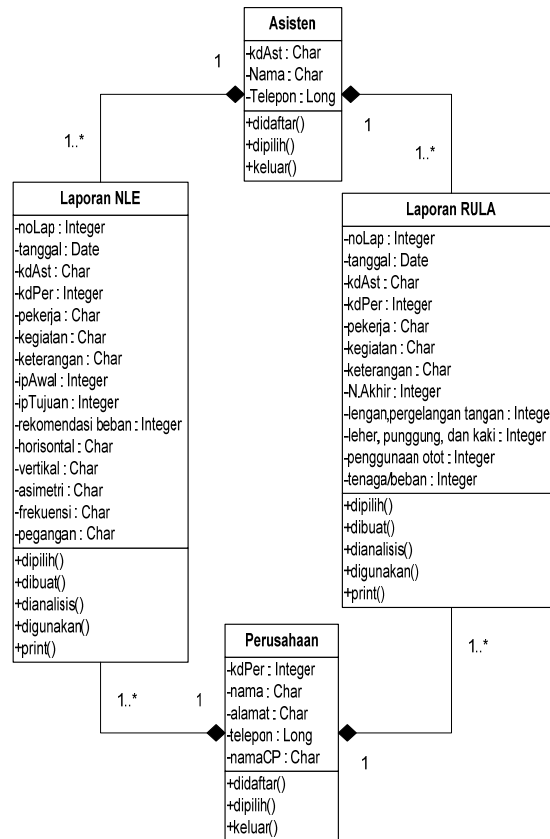 Asisten
-kdAst : Char
-Nama : Char
-Telepon : Long
+didaftar()
+dipilih()
+keluar()
1
1
1..*
1..*
Laporan NLE
-noLap : Integer
-tanggal : Date
-kdAst : Char
-kdPer : Integer
-pekerja : Char
-kegiatan : Char
-keterangan : Char
-ipAwal : Integer
-ipTujuan : Integer
-rekomendasi beban : Integer
-horisontal : Char
-vertikal : Char
-asimetri : Char
-frekuensi : Char
-pegangan : Char
+dipilih()
+dibuat()
+dianalisis()
+digunakan()
+print()
Laporan RULA
-noLap : Integer
-tanggal : Date
-kdAst : Char
-kdPer : Integer
-pekerja : Char
-kegiatan : Char
-keterangan : Char
-N.Akhir : Integer
-lengan,pergelangan tangan : Intege
-leher, punggung, dan kaki : Integer
-penggunaan otot : Integer
-tenaga/beban : Integer
+dipilih()
+dibuat()
+dianalisis()
+digunakan()
+print()
1..*
1
1..*
1
Perusahaan
-kdPer : Integer
-nama : Char
-alamat : Char
-telepon : Long
-namaCP : Char
+didaftar()
+dipilih()
+keluar()